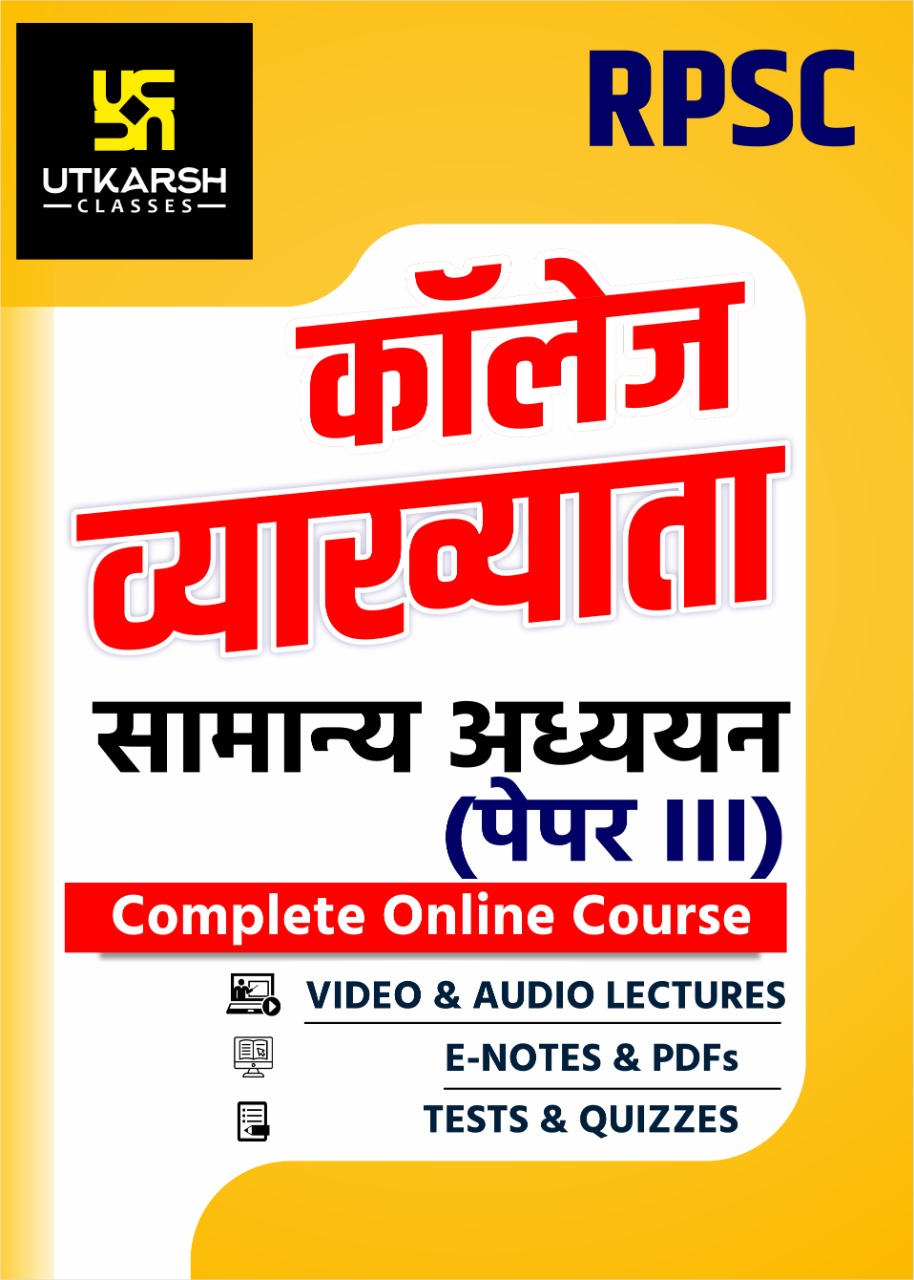 UTKARSH
CLASSES
RPSC
कॉलेज
व्याख्याता
सामान्य अध्ययन
(पेपर III)
Complete Online Course
VIDEO & AUDIO LECTURES
E-NOTES & PDFs
TESTS & QUIZZES